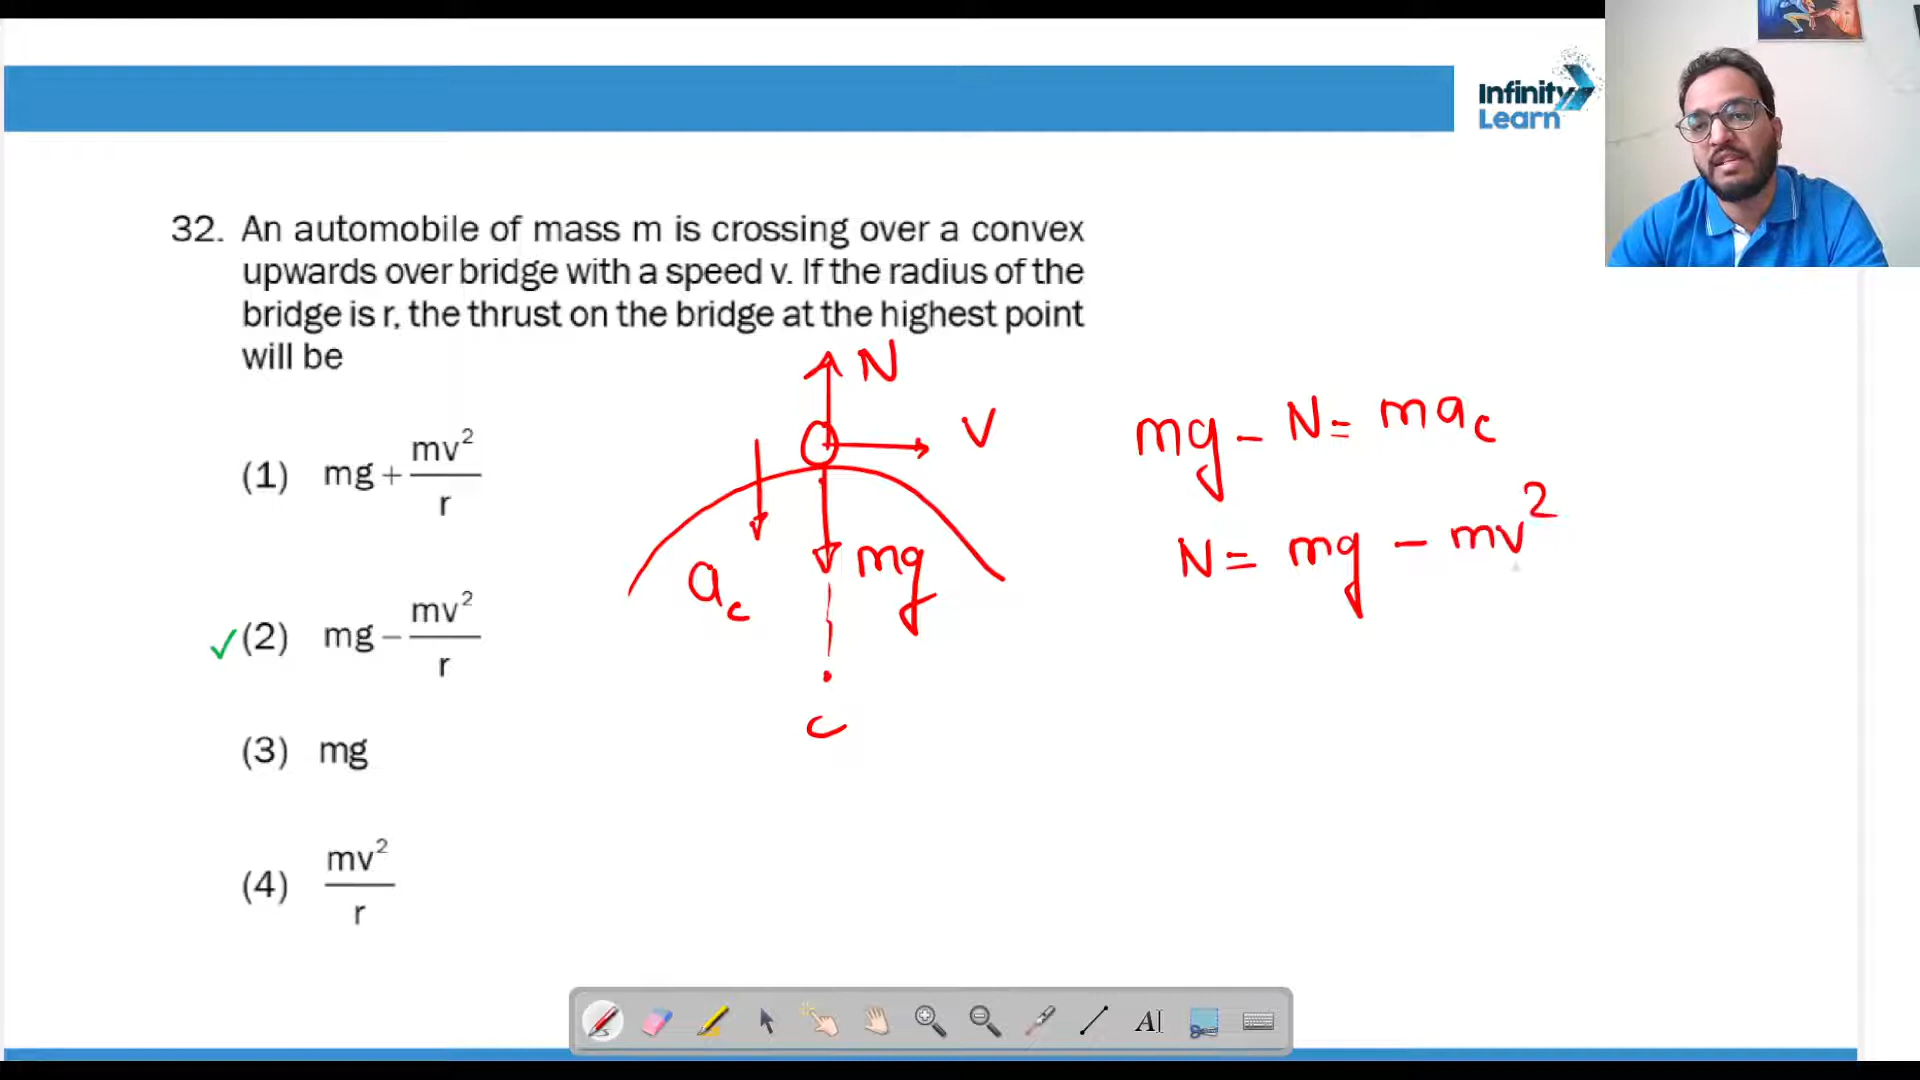 Infinity
Learn
32. An automobile of mass m is crossing over a convex
upwards over bridge with a speed v. If the radius of the
bridge is r, the thrust on the bridge at the highest point
will be
(1) mg + mv²/r
✓(2) mg − mv²/r
(3) mg
(4) mv²/r
N
v
a_c
mg
c
mg − N = ma_c
N = mg − mv²
A